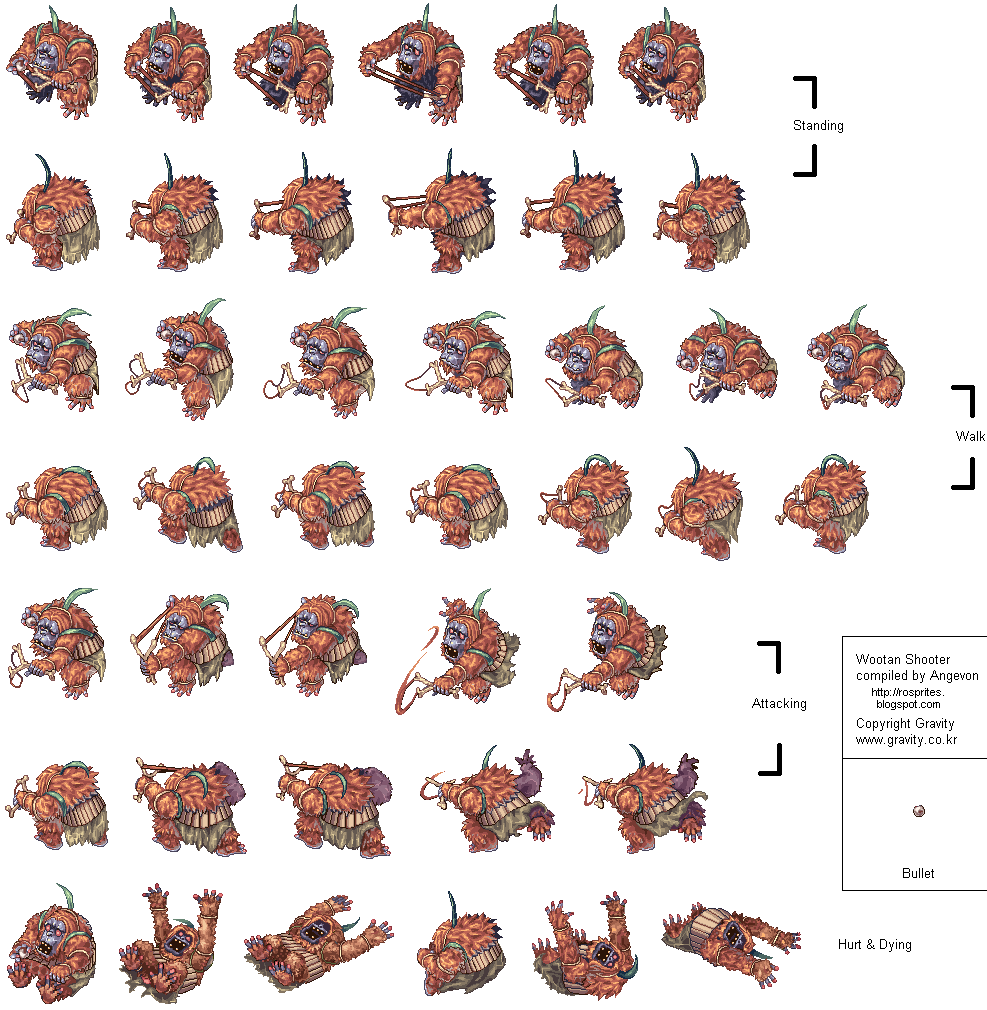 Standing
Walk
Wootan Shooter
compiled by Angevon
http://rosprites.
blogspot.com
Copyright Gravity
www.gravity.co.kr
Attacking
Bullet
Hurt & Dying